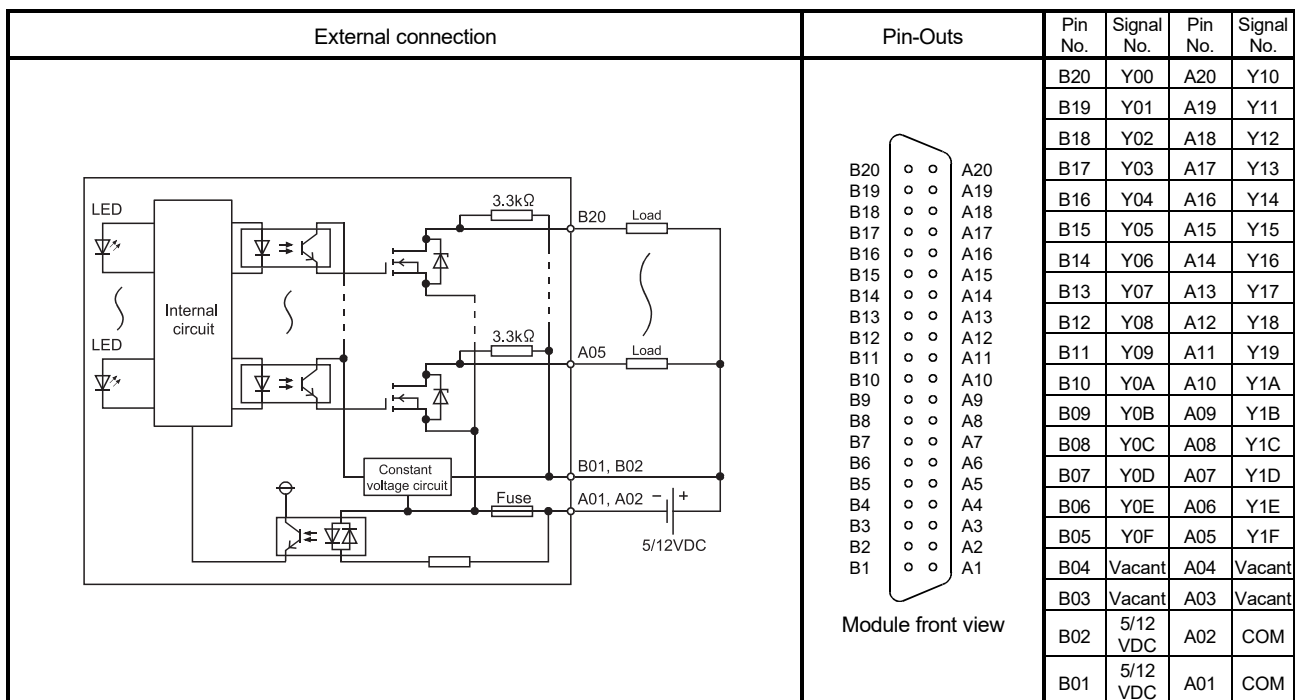 External connection
Pin-Outs
Pin No.
Signal No.
Pin No.
Signal No.
LED
LED
Internal
circuit
3.3kΩ
3.3kΩ
B20
A05
Load
Load
Constant
voltage circuit
Fuse
B01, B02
A01, A02
− +
5/12VDC
B20 A20
B19 A19
B18 A18
B17 A17
B16 A16
B15 A15
B14 A14
B13 A13
B12 A12
B11 A11
B10 A10
B9 A9
B8 A8
B7 A7
B6 A6
B5 A5
B4 A4
B3 A3
B2 A2
B1 A1
Module front view
B20 Y00 A20 Y10
B19 Y01 A19 Y11
B18 Y02 A18 Y12
B17 Y03 A17 Y13
B16 Y04 A16 Y14
B15 Y05 A15 Y15
B14 Y06 A14 Y16
B13 Y07 A13 Y17
B12 Y08 A12 Y18
B11 Y09 A11 Y19
B10 Y0A A10 Y1A
B09 Y0B A09 Y1B
B08 Y0C A08 Y1C
B07 Y0D A07 Y1D
B06 Y0E A06 Y1E
B05 Y0F A05 Y1F
B04 Vacant A04 Vacant
B03 Vacant A03 Vacant
B02 5/12 VDC A02 COM
B01 5/12 VDC A01 COM